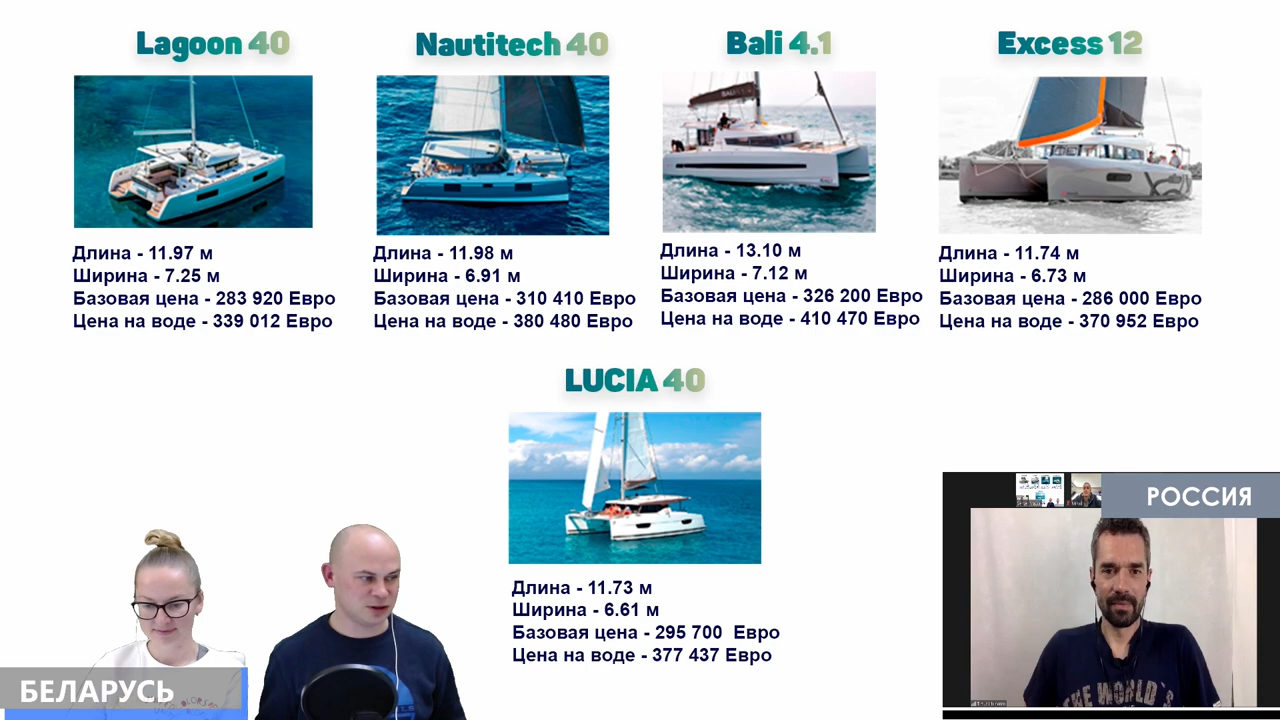 Lagoon 40
Длина - 11.97 м
Ширина - 7.25 м
Базовая цена - 283 920 Евро
Цена на воде - 339 012 Евро
Nautitech 40
Длина - 11.98 м
Ширина - 6.91 м
Базовая цена - 310 410 Евро
Цена на воде - 380 480 Евро
Bali 4.1
Длина - 13.10 м
Ширина - 7.12 м
Базовая цена - 326 200 Евро
Цена на воде - 410 470 Евро
Excess 12
Длина - 11.74 м
Ширина - 6.73 м
Базовая цена - 286 000 Евро
Цена на воде - 370 952 Евро
LUCIA 40
Длина - 11.73 м
Ширина - 6.61 м
Базовая цена - 295 700 Евро
Цена на воде - 377 437 Евро
РОССИЯ
THE WORLD'S
БЕЛАРУСЬ